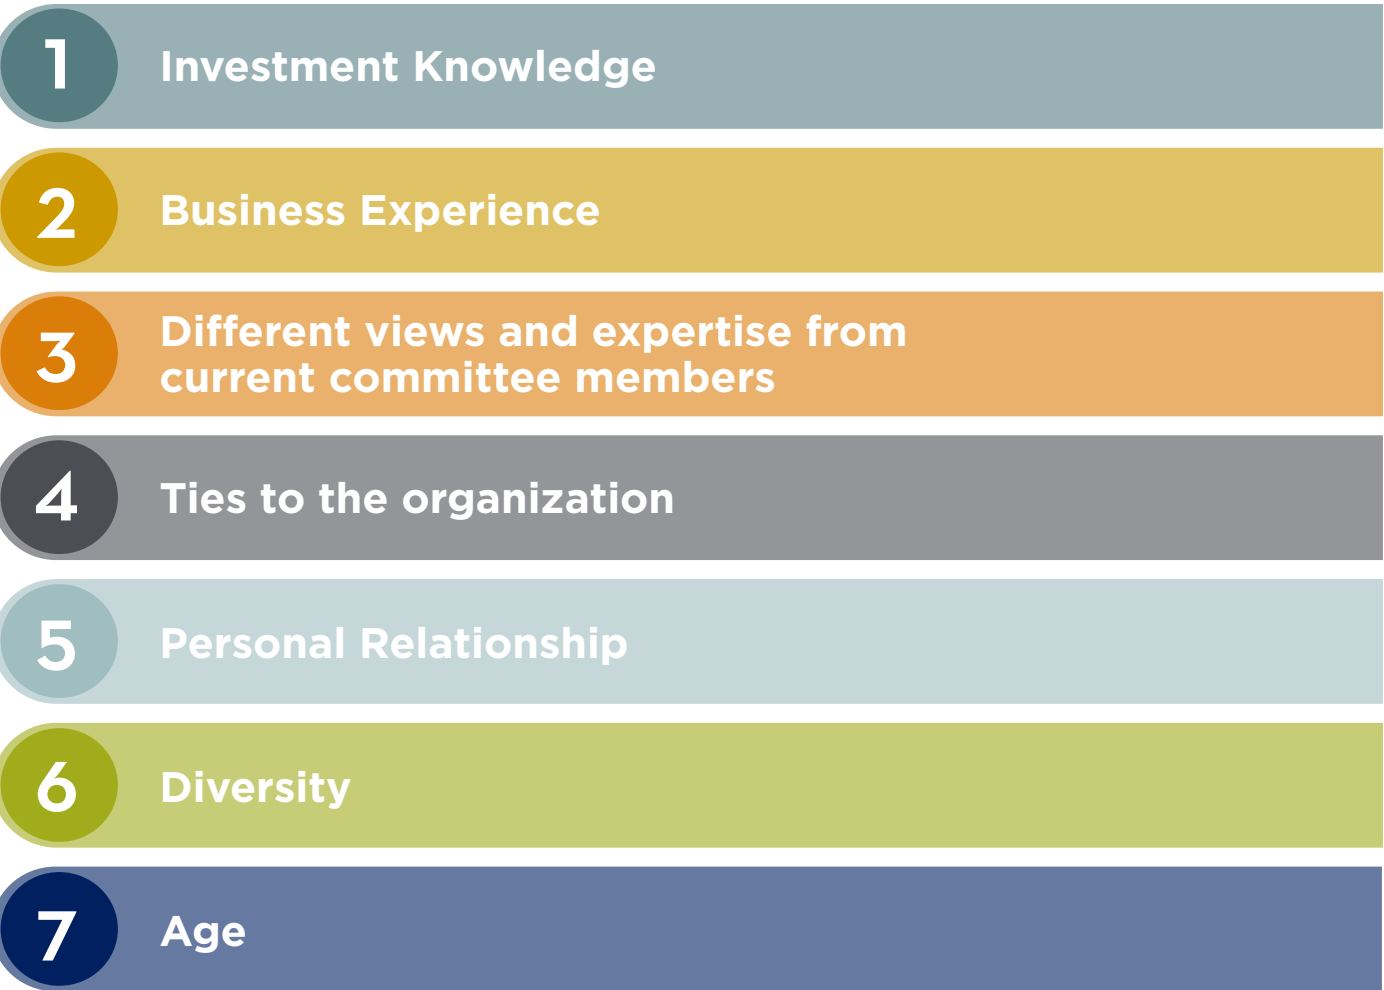 1 Investment Knowledge
2 Business Experience
3 Different views and expertise from
current committee members
4 Ties to the organization
5 Personal Relationship
6 Diversity
7 Age